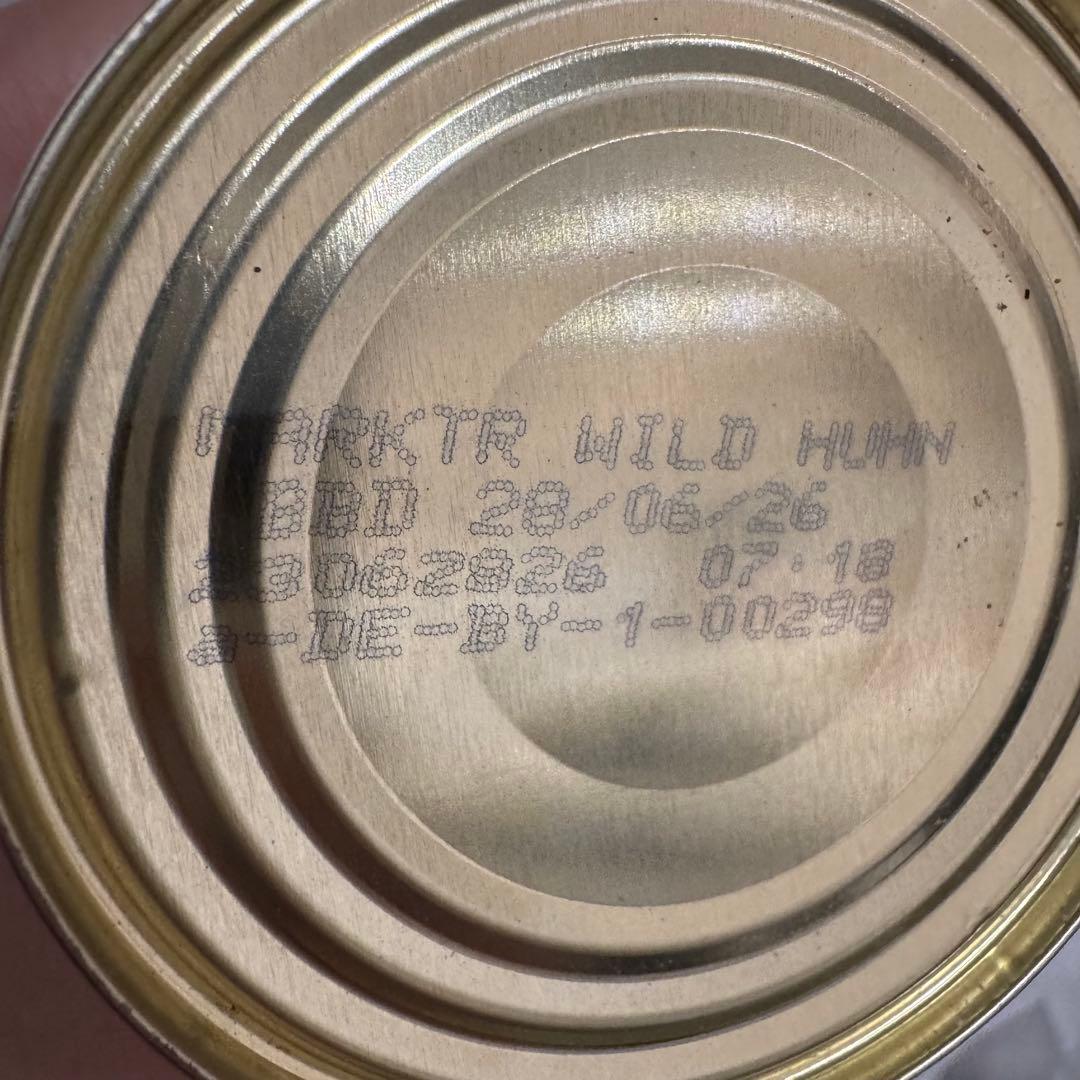 MARKTR WILD HUHN
BBD 28/06/26
23062826 07:18
a-DE-BY-1-00298